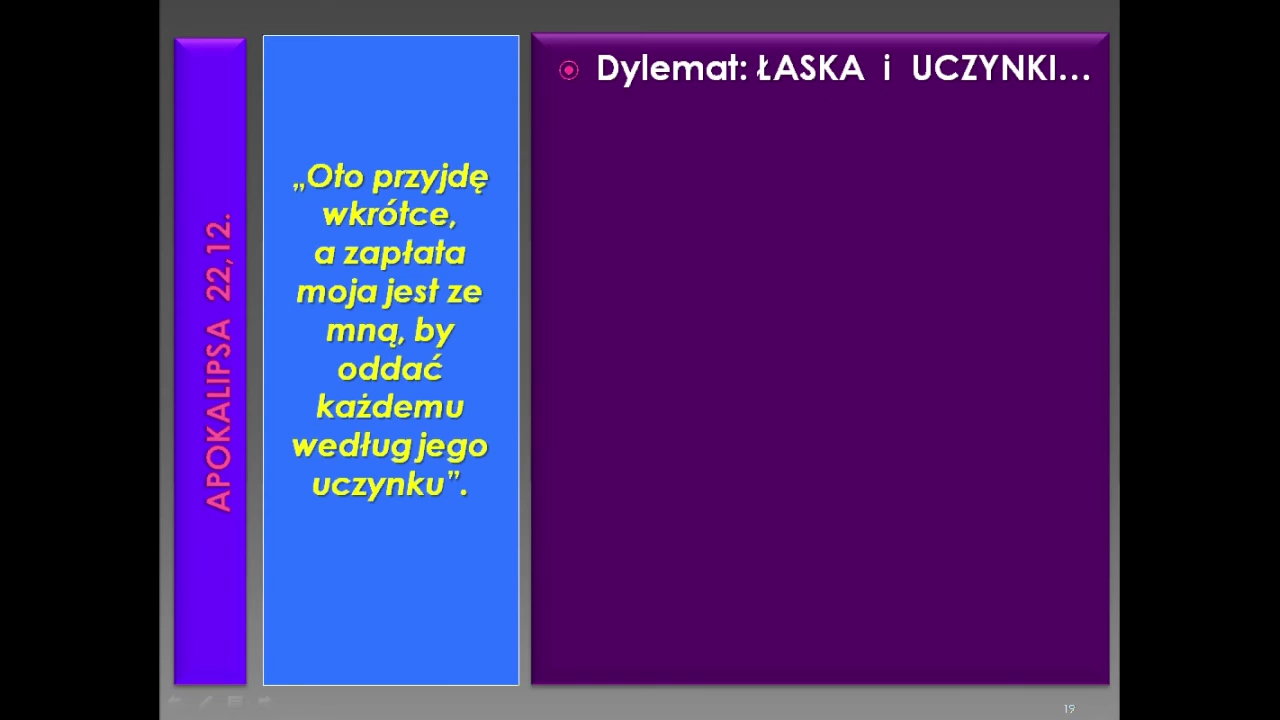 APOKALIPSA 22,12.
„Oto przyjdę
wkrótce,
a zapłata
moja jest ze
mną, by
oddać
każdemu
według jego
uczynku”.
Dylemat: ŁASKA i UCZYNKI...
19